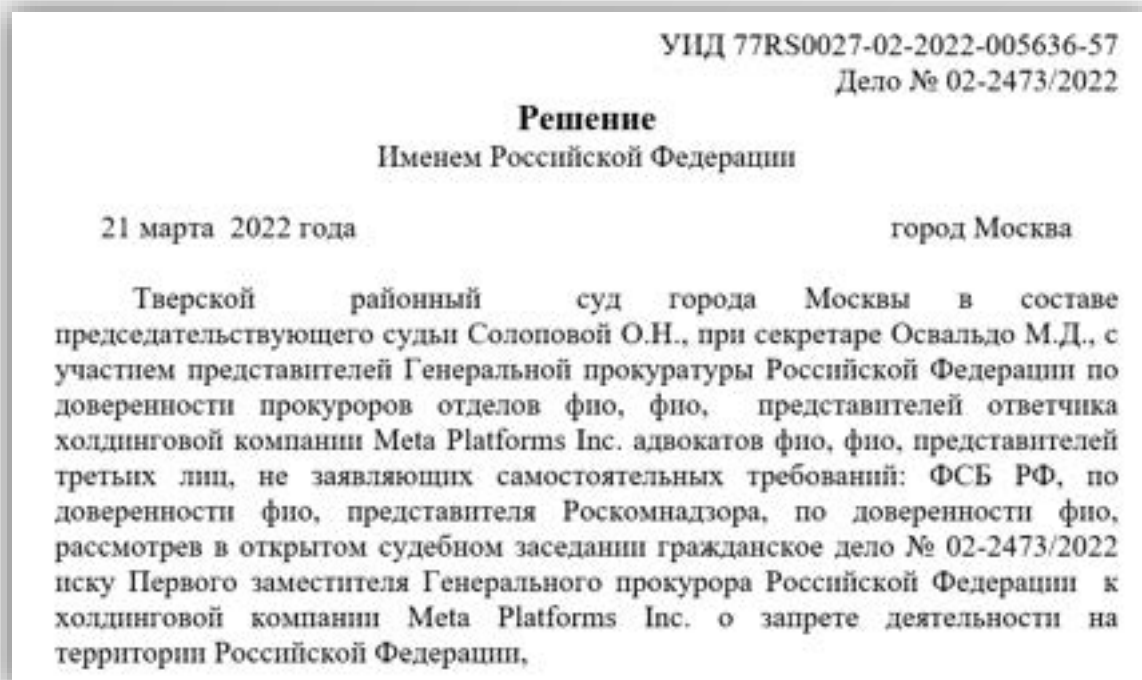 УИД 77RS0027-02-2022-005636-57
Дело № 02-2473/2022
Решение
Именем Российской Федерации
21 марта 2022 года город Москва
Тверской районный суд города Москвы в составе
председательствующего судьи Солоповой О.Н., при секретаре Освальдо М.Д., с
участием представителей Генеральной прокуратуры Российской Федерации по
доверенности прокуроров отделов фио, фио, представителей ответчика
холдинговой компании Meta Platforms Inc. адвокатов фио, фио, представителей
третьих лиц, не заявляющих самостоятельных требований: ФСБ РФ, по
доверенности фио, представителя Роскомнадзора, по доверенности фио,
рассмотрев в открытом судебном заседании гражданское дело № 02-2473/2022
иску Первого заместителя Генерального прокурора Российской Федерации к
холдинговой компании Meta Platforms Inc. о запрете деятельности на
территории Российской Федерации,